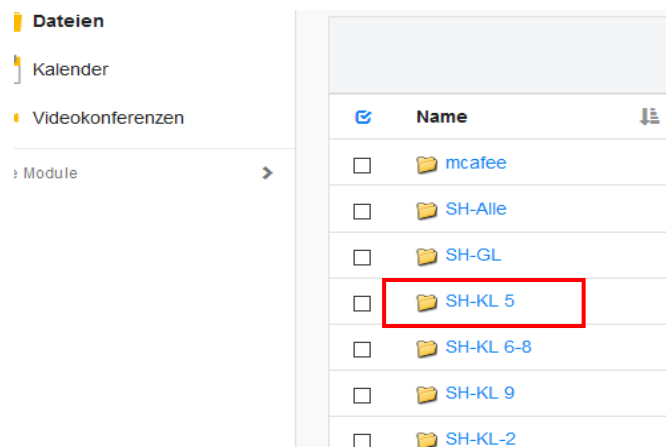 Dateien
Kalender
Videokonferenzen
e Module
Name
mcafee
SH-Alle
SH-GL
SH-KL 5
SH-KL 6-8
SH-KL 9
SH-KL-2